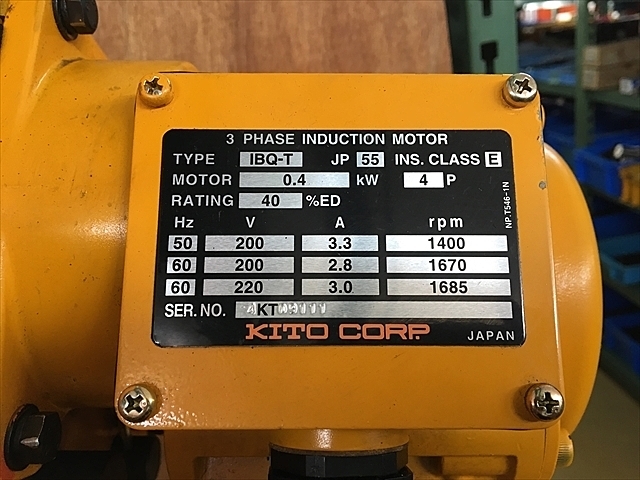 3 PHASE INDUCTION MOTOR
TYPE IBQ-T JP 55 INS. CLASS E
MOTOR 0.4 kW 4 P
RATING 40 %ED
Hz V A rpm
50 200 3.3 1400
60 200 2.8 1670
60 220 3.0 1685
SER. NO.
KITO CORP. JAPAN
NP. T546-1N